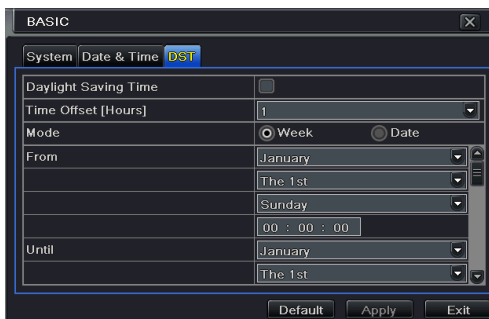 BASIC
System Date & Time DST
Daylight Saving Time
Time Offset [Hours] 1
Mode Week Date
From January
The 1st
Sunday
00 : 00 : 00
Until January
The 1st
Default Apply Exit